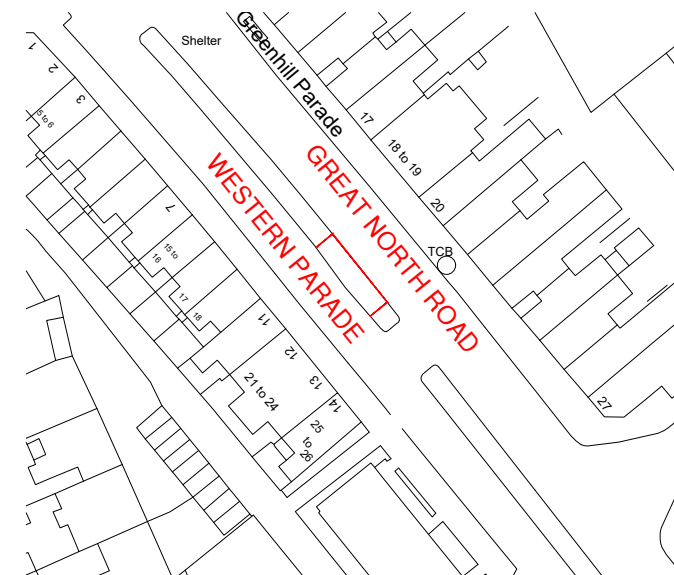 Shelter
Greenhill Parade
1
2
3
5 to 6
7
17
18 to 19
20
GREAT NORTH ROAD
WESTERN PARADE
TCB
15 to
16
17
18
11
12
13
14
21 to 24
25
to
26
27